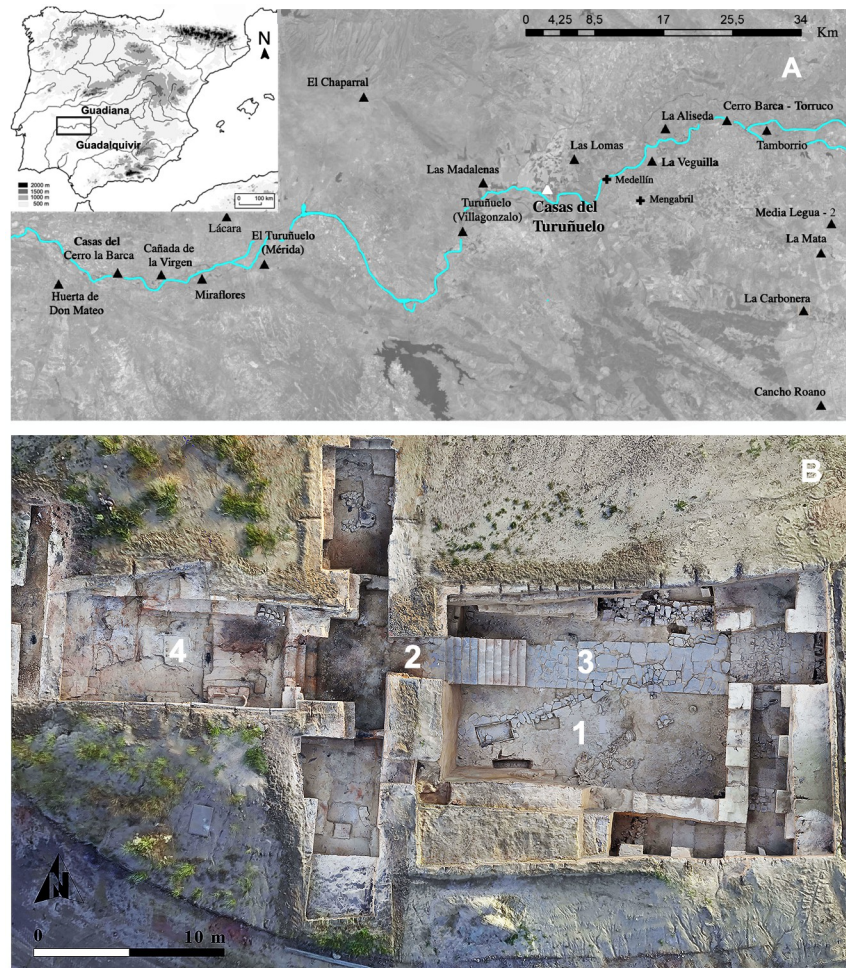 0 4,25 8,5 17 25,5 34
Km
N
A
Guadiana
Guadalquivir
2000 m
1500 m
1000 m
500 m
0 100 km
El Chaparral
Cerro Barca - Torruco
La Aliseda
Tamborrio
Las Lomas
La Veguilla
Las Madalenas
Medellín
Mengabril
Turuñuelo
(Villagonzalo)
Casas del
Turuñuelo
Media Legua - 2
La Mata
Lácara
El Turuñuelo
(Mérida)
Casas del
Cerro la Barca
Cañada de
la Virgen
Miraflores
Huerta de
Don Mateo
La Carbonera
Cancho Roano
B
4
2
3
1
N
0 10 m